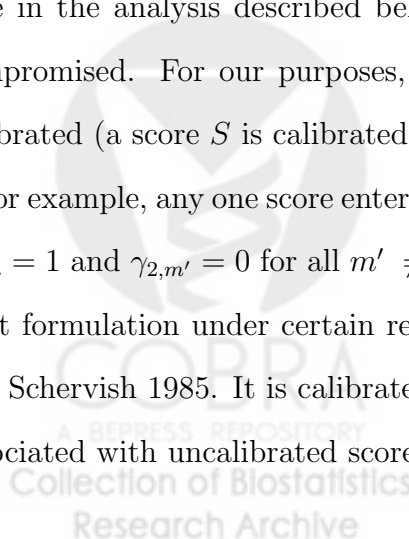 e in the analysis described be
npromised. For our purposes,
brated (a score S is calibrated
or example, any one score enter
= 1 and γ₂,ₘ′ = 0 for all m′ ≠
t formulation under certain re
Schervish 1985. It is calibrate
ociated with uncalibrated score
COBRA
A BEPRESS REPOSITORY
Collection of Biostatistics
Research Archive